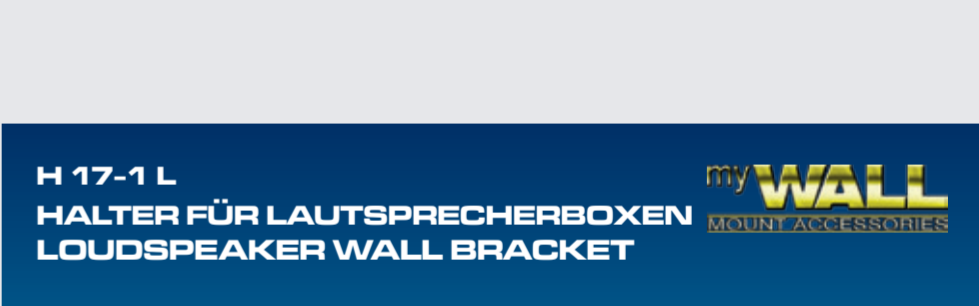 H 17-1 L
HALTER FÜR LAUTSPRECHERBOXEN
LOUDSPEAKER WALL BRACKET
my WALL
MOUNT ACCESSORIES